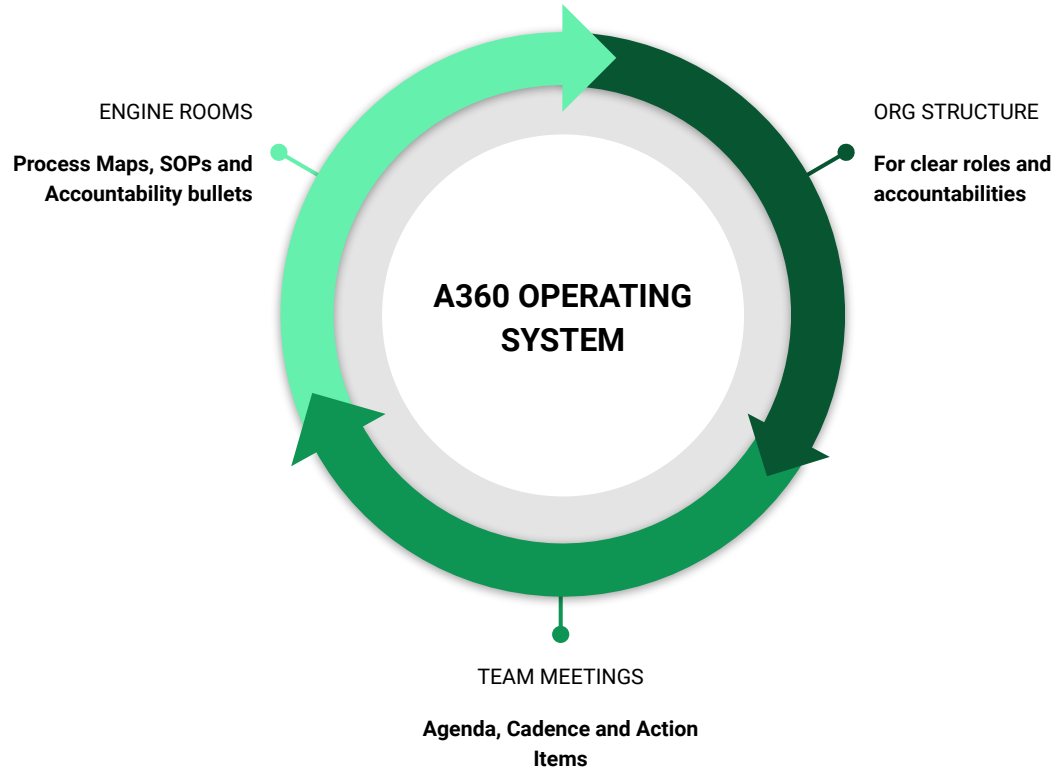 ENGINE ROOMS
Process Maps, SOPs and
Accountability bullets
ORG STRUCTURE
For clear roles and
accountabilities
A360 OPERATING
SYSTEM
TEAM MEETINGS
Agenda, Cadence and Action
Items